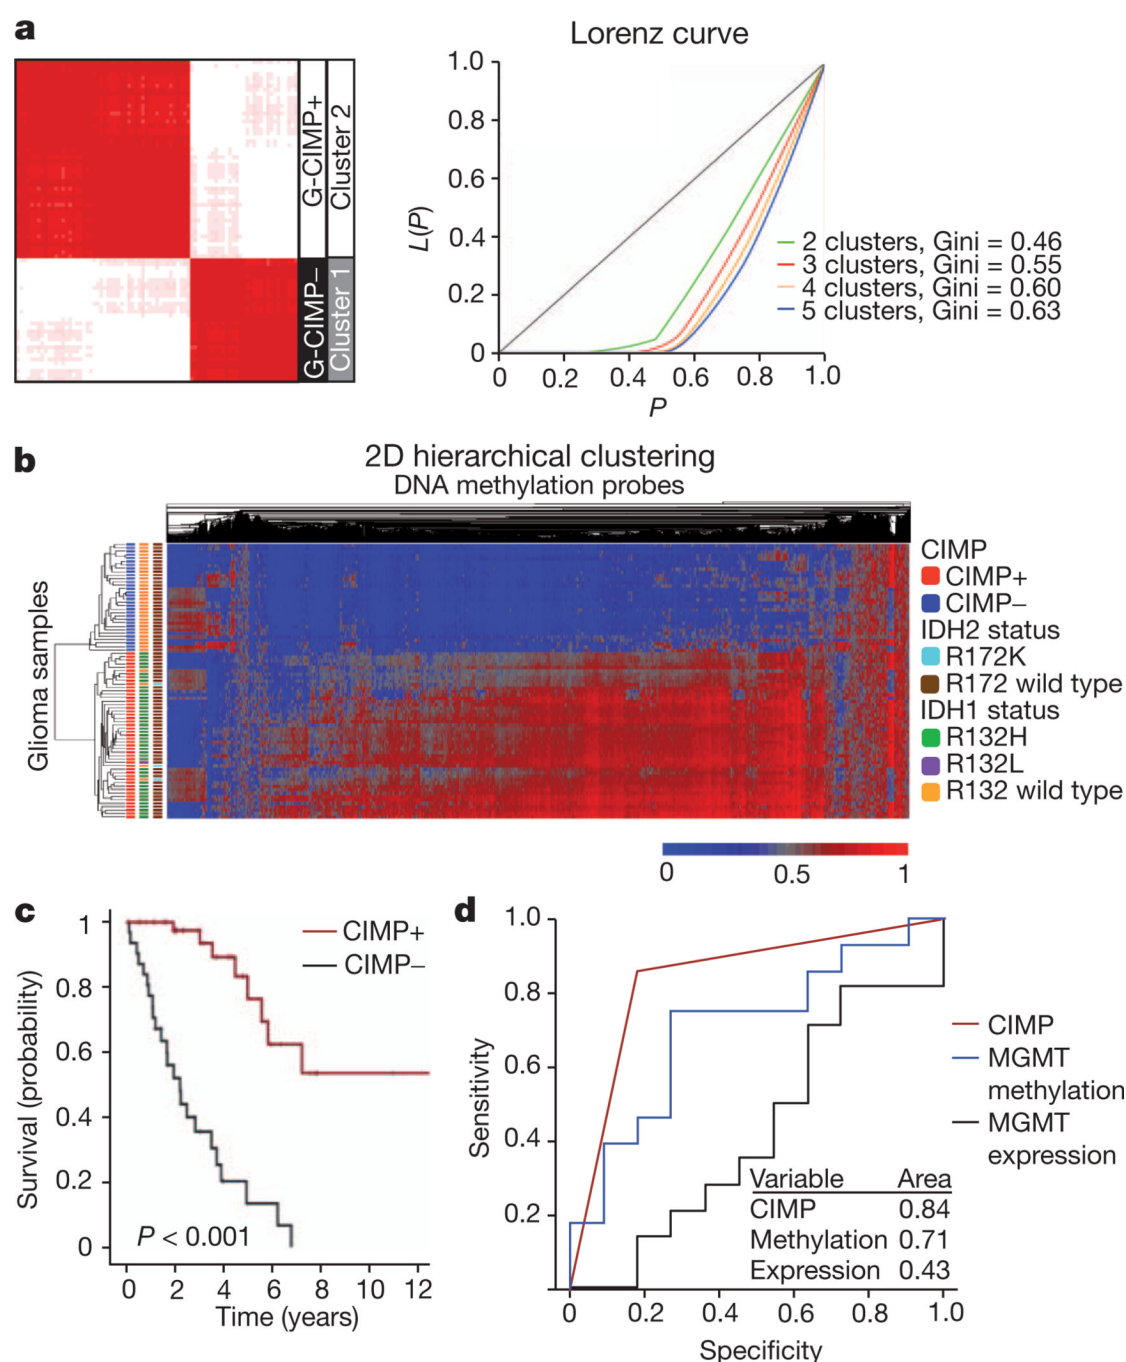 a
G-CIMP+
Cluster 2
G-CIMP–
Cluster 1
Lorenz curve
1.0
0.8
0.6
0.4
0.2
0
L(P)
0 0.2 0.4 0.6 0.8 1.0
P
2 clusters, Gini = 0.46
3 clusters, Gini = 0.55
4 clusters, Gini = 0.60
5 clusters, Gini = 0.63
b
2D hierarchical clustering
DNA methylation probes
Glioma samples
CIMP
CIMP+
CIMP–
IDH2 status
R172K
R172 wild type
IDH1 status
R132H
R132L
R132 wild type
0 0.5 1
c
1
0.8
0.6
0.4
0.2
0
Survival (probability)
CIMP+
CIMP–
P < 0.001
0 2 4 6 8 10 12
Time (years)
d
1.0
0.8
0.6
0.4
0.2
Sensitivity
CIMP
MGMT
methylation
MGMT
expression
Variable Area
CIMP 0.84
Methylation 0.71
Expression 0.43
0 0.2 0.4 0.6 0.8 1.0
Specificity